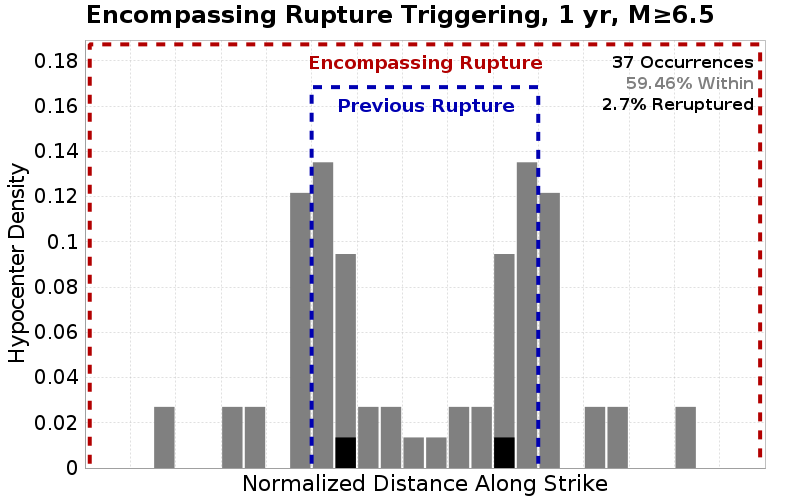 Encompassing Rupture Triggering, 1 yr, M≥6.5
Encompassing Rupture
Previous Rupture
37 Occurrences
59.46% Within
2.7% Reruptured
Hypocenter Density
0.18
0.16
0.14
0.12
0.1
0.08
0.06
0.04
0.02
0
Normalized Distance Along Strike